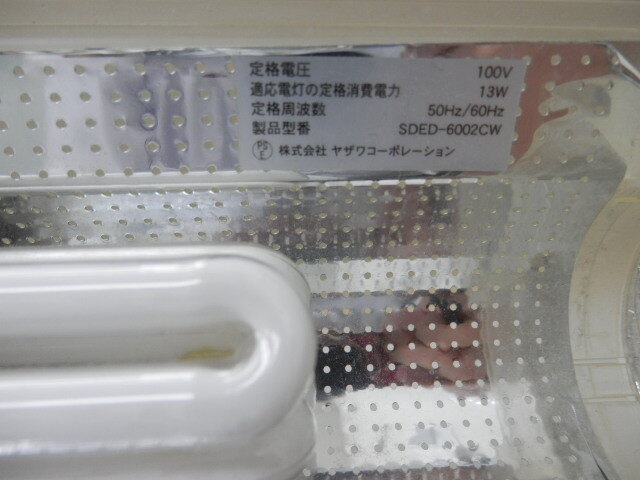 定格電圧 100V
適応電灯の定格消費電力 13W
定格周波数 50Hz/60Hz
製品型番 SDED-6002CW
PSE 株式会社 ヤザワコーポレーション